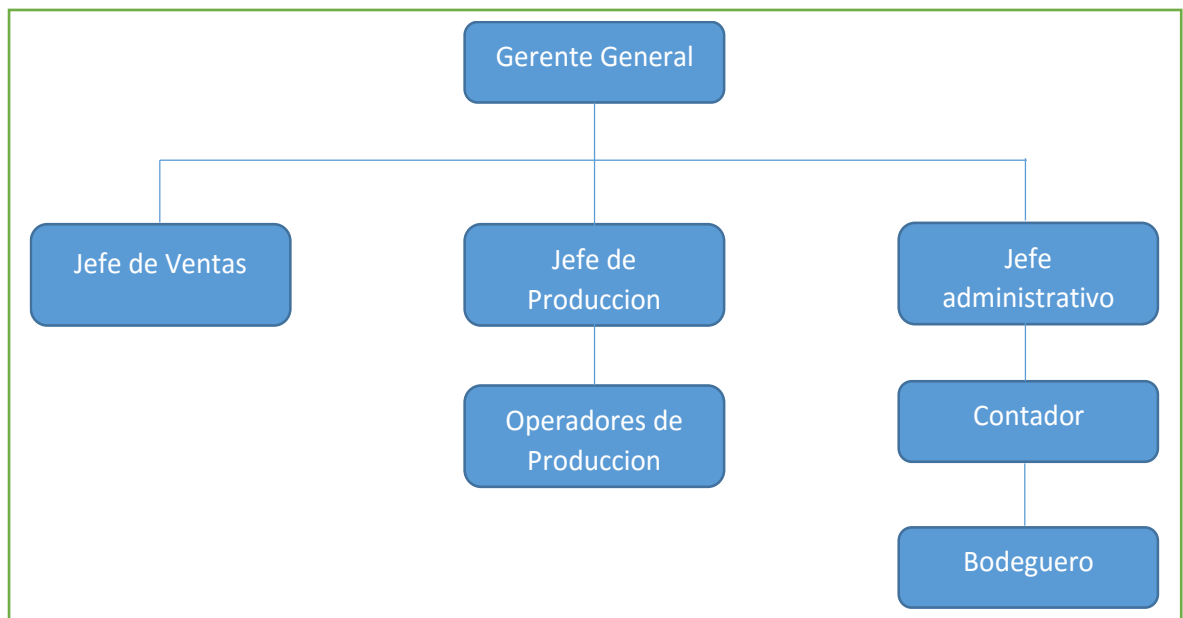 Gerente General
Jefe de Ventas
Jefe de
Produccion
Jefe
administrativo
Operadores de
Produccion
Contador
Bodeguero